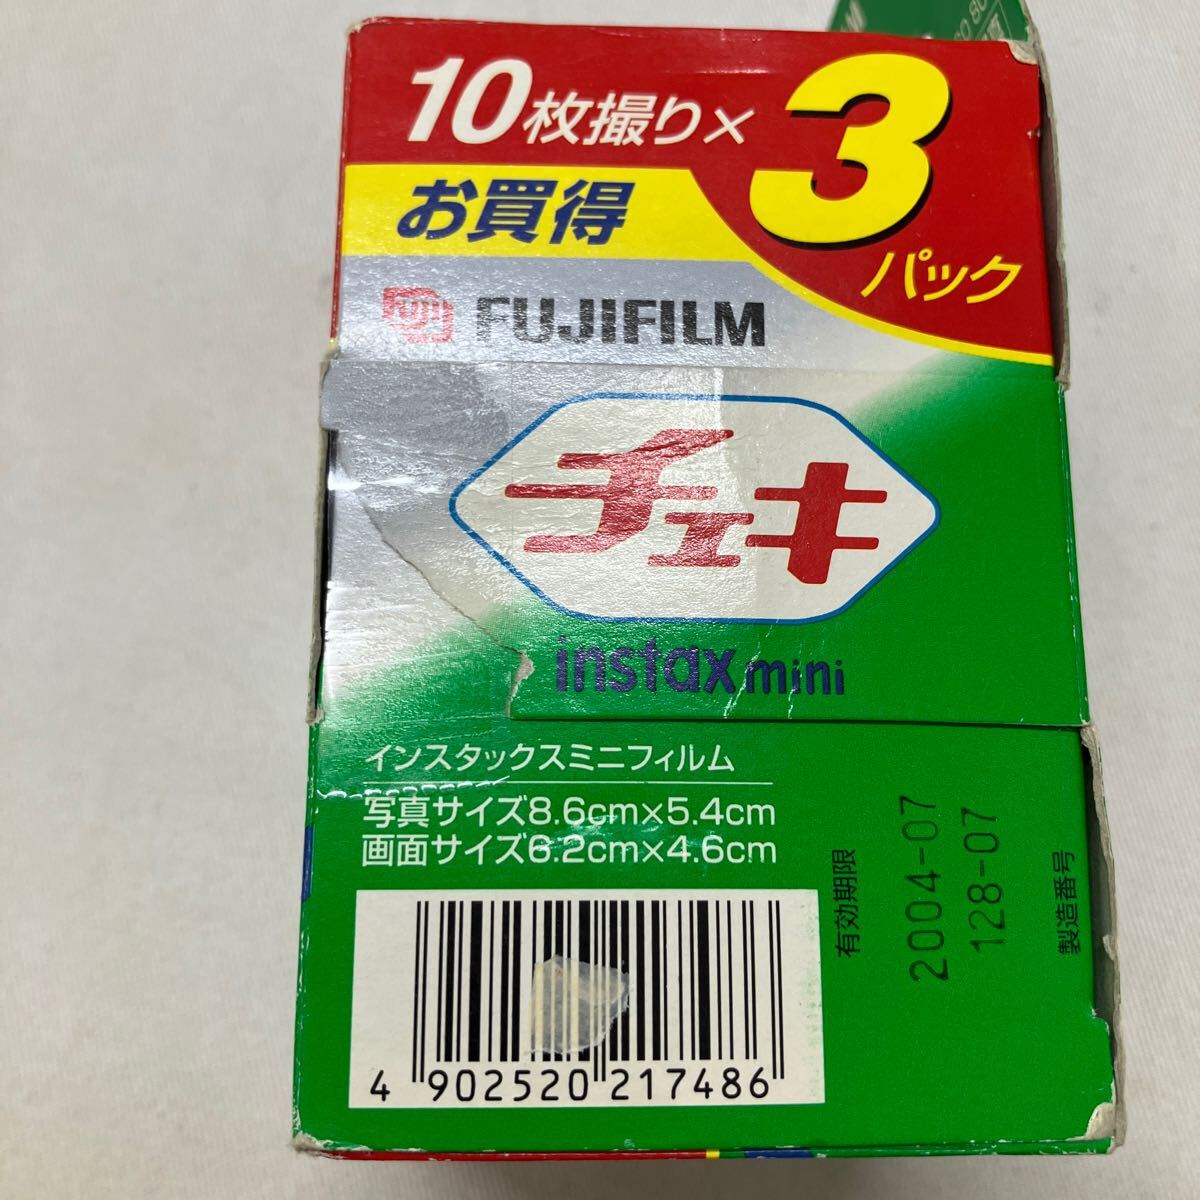 10枚撮り×3パック
お買得
FUJI FUJIFILM
チェキ
instax mini
インスタックスミニフィルム
写真サイズ8.6cm×5.4cm
画面サイズ6.2cm×4.6cm
有効期限
2004-07
128-07
製造番号
4 902520 217486